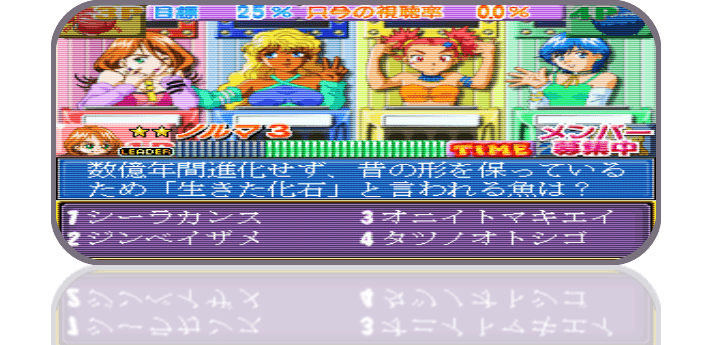 3P 目標 25% 只今の視聴率 00% 4P
★★ ノルマ3
LEADER
TIME
メンバー
募集中
数億年間進化せず、昔の形を保っている
ため「生きた化石」と言われる魚は？
1 シーラカンス 3 オニイトマキエイ
2 ジンベイザメ 4 タツノオトシゴ